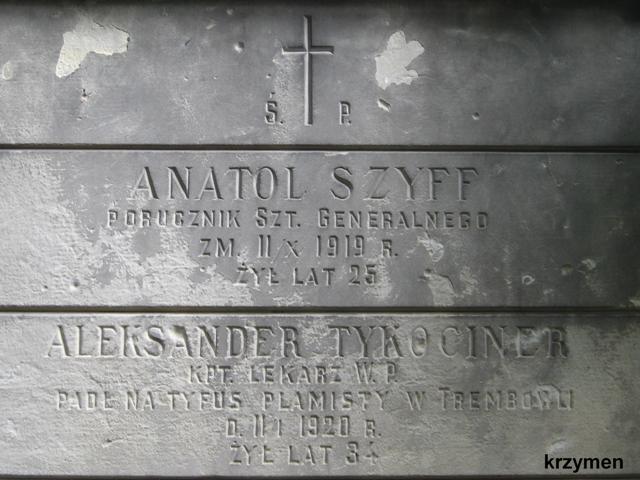 Ś. P.
ANATOL SZYFF
PORUCZNIK SZT. GENERALNEGO
ZM. 11/X 1919 R.
ŻYŁ LAT 25
ALEKSANDER TYKOCINER
KPT. LEKARZ W.P.
PADŁ NA TYFUS PLAMISTY W TREMBOWLI
D. 11/I 1920 R.
ŻYŁ LAT 34
krzymen